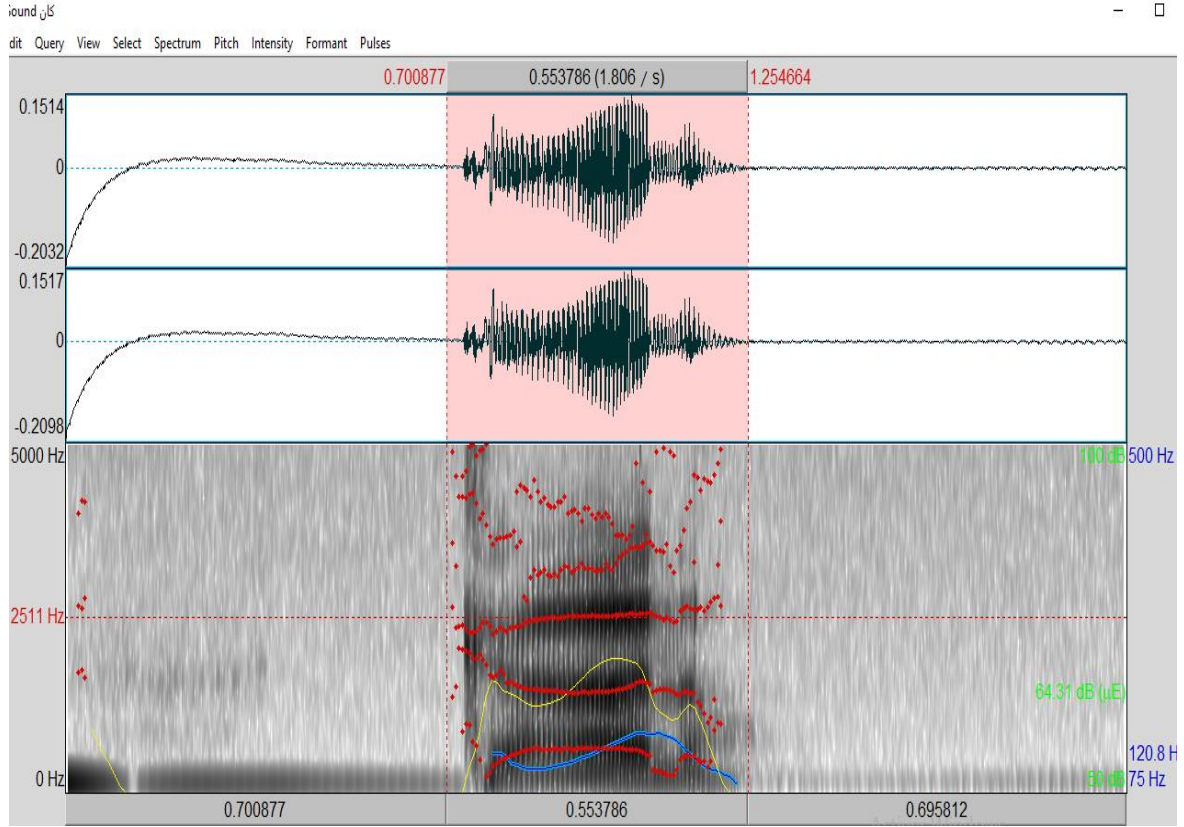 Sound كان
dit Query View Select Spectrum Pitch Intensity Formant Pulses
0.700877 0.553786 (1.806 / s) 1.254664
0.1514
0
-0.2032
0.1517
0
-0.2098
5000 Hz 100 dB 500 Hz
2511 Hz
64.31 dB (µE)
120.8 H
0 Hz 50 dB 75 Hz
0.700877 0.553786 0.695812